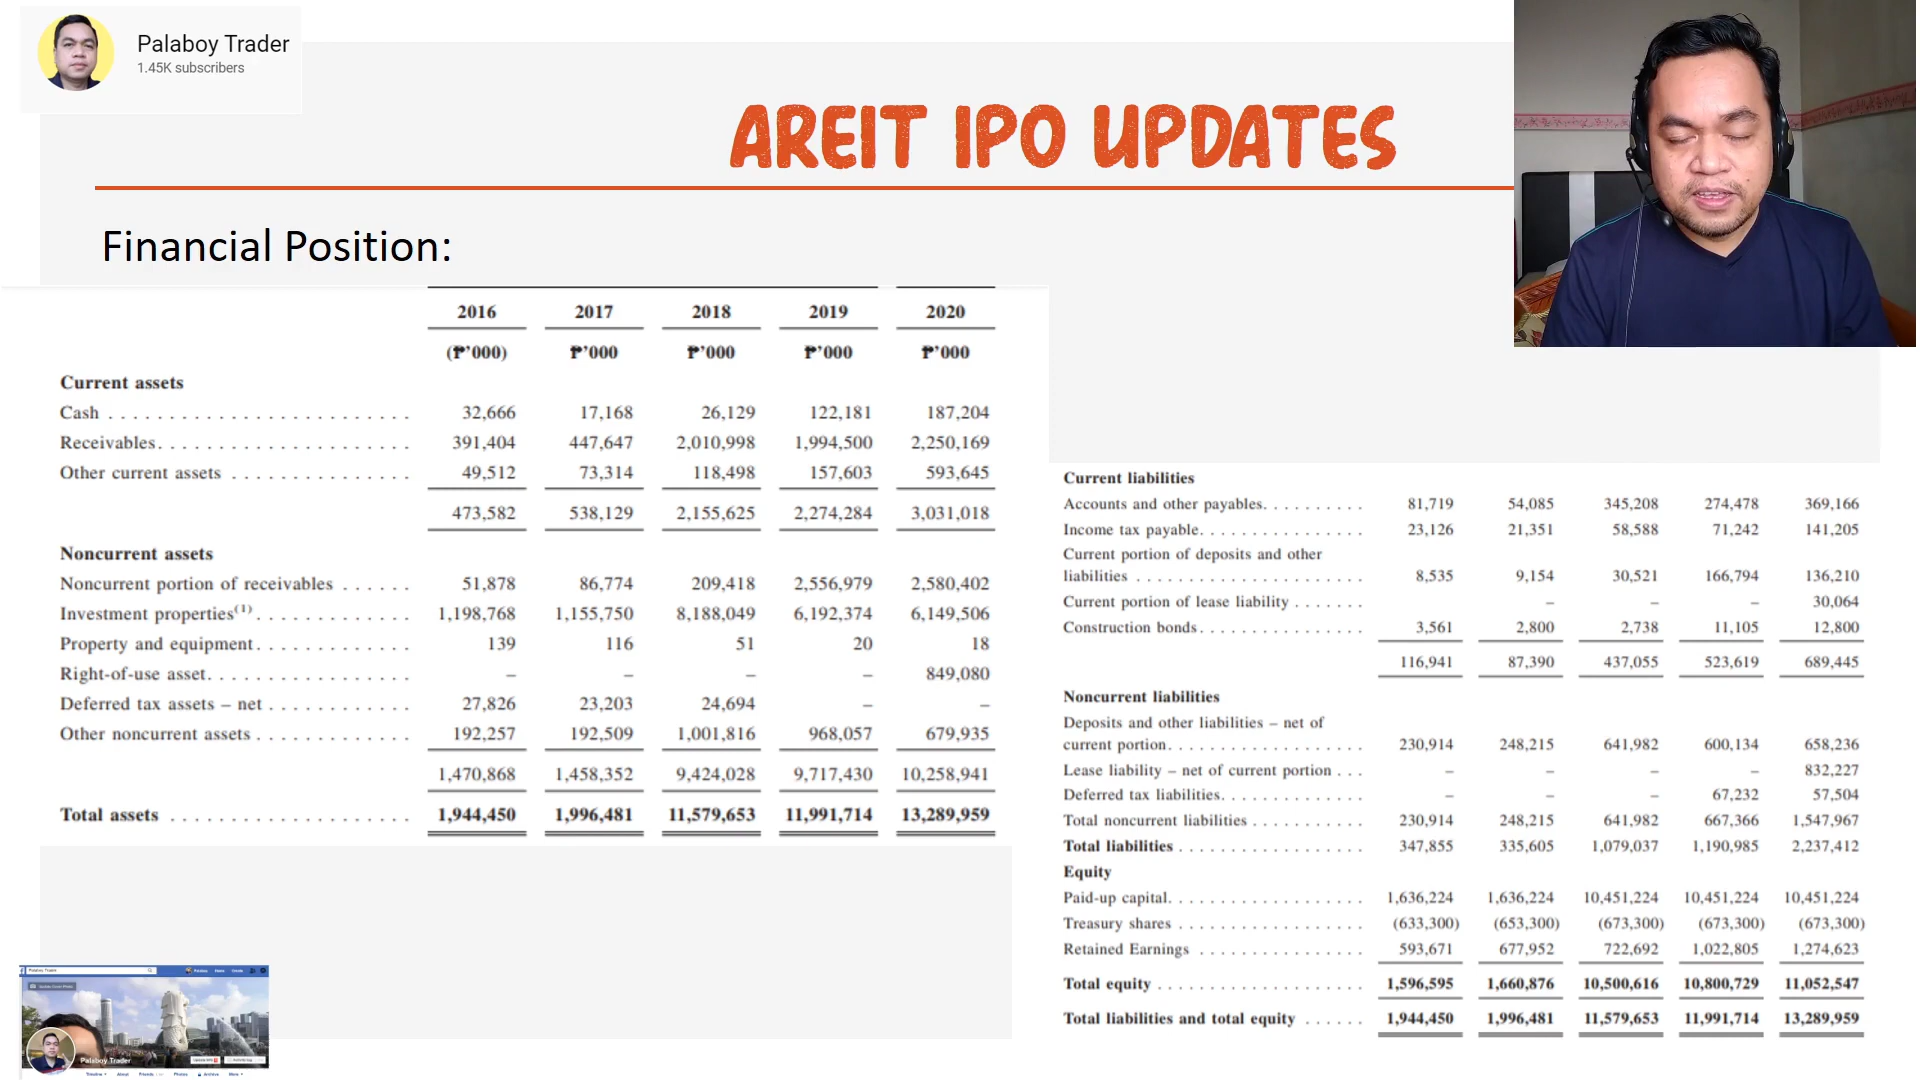 Palaboy Trader
1.45K subscribers
AREIT IPO UPDATES
Financial Position:
2016 2017 2018 2019 2020
(₱'000) ₱'000 ₱'000 ₱'000 ₱'000
Current assets
Cash . . . . . . . . . . . . . . . . . . . . . . . . . 32,666 17,168 26,129 122,181 187,204
Receivables. . . . . . . . . . . . . . . . . . . . . 391,404 447,647 2,010,998 1,994,500 2,250,169
Other current assets . . . . . . . . . . . . . . . 49,512 73,314 118,498 157,603 593,645
473,582 538,129 2,155,625 2,274,284 3,031,018
Noncurrent assets
Noncurrent portion of receivables . . . . . . 51,878 86,774 209,418 2,556,979 2,580,402
Investment properties(1) . . . . . . . . . . . . . 1,198,768 1,155,750 8,188,049 6,192,374 6,149,506
Property and equipment. . . . . . . . . . . . . 139 116 51 20 18
Right-of-use asset. . . . . . . . . . . . . . . . . – – – – 849,080
Deferred tax assets – net . . . . . . . . . . . . 27,826 23,203 24,694 – –
Other noncurrent assets . . . . . . . . . . . . . 192,257 192,509 1,001,816 968,057 679,935
1,470,868 1,458,352 9,424,028 9,717,430 10,258,941
Total assets . . . . . . . . . . . . . . . . . . . . 1,944,450 1,996,481 11,579,653 11,991,714 13,289,959
Current liabilities
Accounts and other payables. . . . . . . . . . 81,719 54,085 345,208 274,478 369,166
Income tax payable. . . . . . . . . . . . . . . . 23,126 21,351 58,588 71,242 141,205
Current portion of deposits and other
liabilities . . . . . . . . . . . . . . . . . . . . . . 8,535 9,154 30,521 166,794 136,210
Current portion of lease liability . . . . . . . – – – 30,064
Construction bonds. . . . . . . . . . . . . . . . 3,561 2,800 2,738 11,105 12,800
116,941 87,390 437,055 523,619 689,445
Noncurrent liabilities
Deposits and other liabilities – net of
current portion. . . . . . . . . . . . . . . . . . . 230,914 248,215 641,982 600,134 658,236
Lease liability – net of current portion . . . – – – – 832,227
Deferred tax liabilities. . . . . . . . . . . . . . – – – 67,232 57,504
Total noncurrent liabilities . . . . . . . . . . . 230,914 248,215 641,982 667,366 1,547,967
Total liabilities . . . . . . . . . . . . . . . . . . 347,855 335,605 1,079,037 1,190,985 2,237,412
Equity
Paid-up capital. . . . . . . . . . . . . . . . . . . 1,636,224 1,636,224 10,451,224 10,451,224 10,451,224
Treasury shares . . . . . . . . . . . . . . . . . . (633,300) (653,300) (673,300) (673,300) (673,300)
Retained Earnings . . . . . . . . . . . . . . . . 593,671 677,952 722,692 1,022,805 1,274,623
Total equity . . . . . . . . . . . . . . . . . . . . 1,596,595 1,660,876 10,500,616 10,800,729 11,052,547
Total liabilities and total equity . . . . . . 1,944,450 1,996,481 11,579,653 11,991,714 13,289,959
Palaboy Trader
Palaboy Trader
Timeline About Friends Photos Archive More